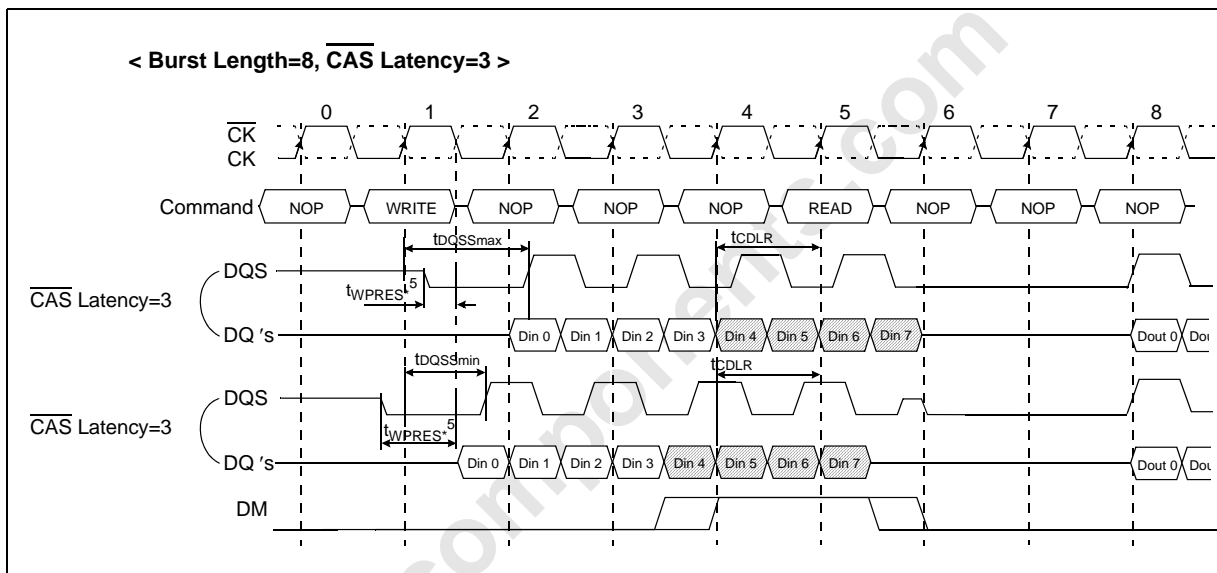 < Burst Length=8, CAS Latency=3 >
0 1 2 3 4 5 6 7 8
CK
CK
Command NOP WRITE NOP NOP NOP READ NOP NOP NOP
tDQSSmax tCDLR
DQS
tWPRES*5
CAS Latency=3
DQ 's Din 0 Din 1 Din 2 Din 3 Din 4 Din 5 Din 6 Din 7 Dout 0 Dou
tDQSSmin tCDLR
DQS
CAS Latency=3
tWPRES*5
DQ 's Din 0 Din 1 Din 2 Din 3 Din 4 Din 5 Din 6 Din 7 Dout 0 Dou
DM
components.com